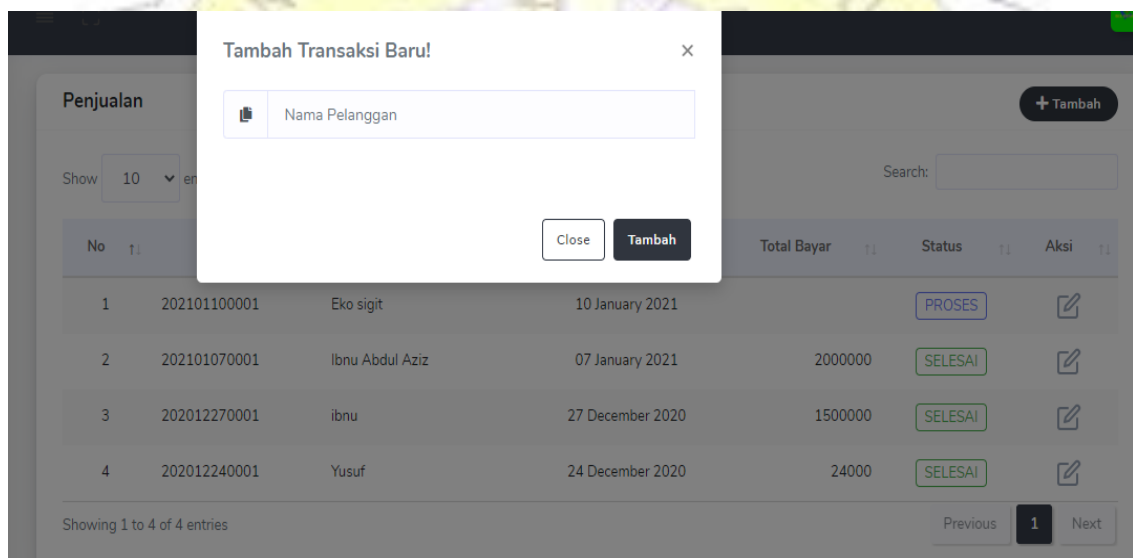 Tambah Transaksi Baru! ×
Nama Pelanggan
Close Tambah
Penjualan
+ Tambah
Show 10 en
Search:
No Total Bayar Status Aksi
1 202101100001 Eko sigit 10 January 2021 PROSES
2 202101070001 Ibnu Abdul Aziz 07 January 2021 2000000 SELESAI
3 202012270001 ibnu 27 December 2020 1500000 SELESAI
4 202012240001 Yusuf 24 December 2020 24000 SELESAI
Showing 1 to 4 of 4 entries
Previous 1 Next